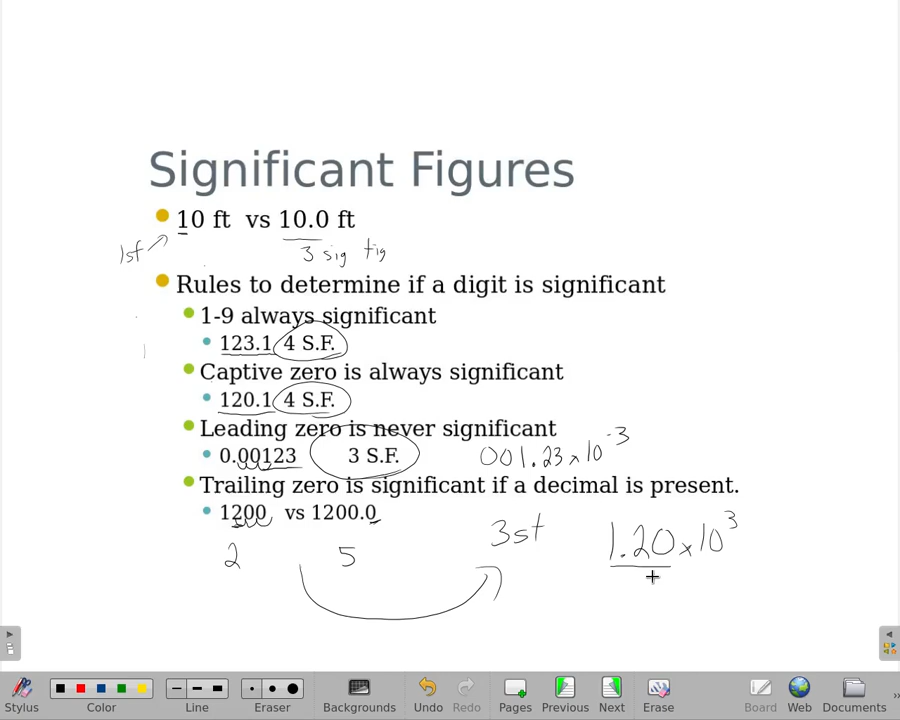 Significant Figures
10 ft vs 10.0 ft
1sf 3 sig fig
Rules to determine if a digit is significant
1-9 always significant
123.1 4 S.F.
Captive zero is always significant
120.1 4 S.F.
Leading zero is never significant
0.00123 3 S.F. 001.23 x 10-3
Trailing zero is significant if a decimal is present.
1200 vs 1200.0
3sf 1.20 x 103
2 5
Stylus Color Line Eraser Backgrounds Undo Redo Pages Previous Next Erase Board Web Documents